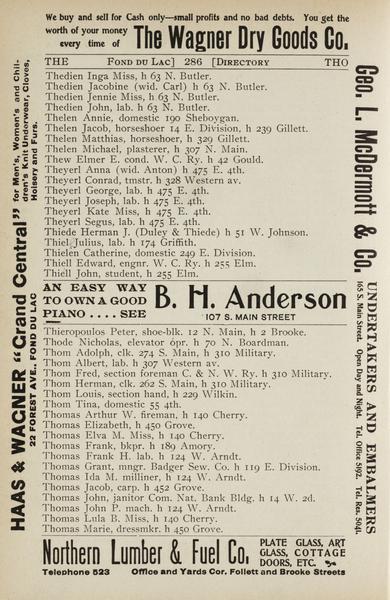 We buy and sell for Cash only—small profits and no bad debts. You get the
worth of your money
every time of The Wagner Dry Goods Co.
THE FOND DU LAC] 286 [DIRECTORY THO
Thedien Inga Miss, h 63 N. Butler.
Thedien Jacobine (wid. Carl) h 63 N. Butler.
Thedien Jennie Miss, h 63 N. Butler.
Thedien John, lab. h 63 N. Butler.
Thelen Annie, domestic 190 Sheboygan.
Thelen Jacob, horseshoer 14 E. Division, h 239 Gillett.
Thelen Matthias, horseshoer, h 329 Gillett.
Thelen Michael, plasterer, h 307 N. Main.
Thew Elmer E. cond. W. C. Ry. h 42 Gould.
Theyerl Anna (wid. Anton) h 475 E. 4th.
Theyerl Conrad, tmstr. h 328 Western av.
Theyerl George, lab. h 475 E. 4th.
Theyerl Joseph, lab. h 475 E. 4th.
Theyerl Kate Miss, h 475 E. 4th.
Theyerl Segus, lab. h 475 E. 4th.
Thiede Herman J. (Duley & Thiede) h 51 W. Johnson.
Thiel Julius, lab. h 174 Griffith.
Thielen Catherine, domestic 249 E. Division.
Thiell Edward, engnr. W. C. Ry. h 255 Elm.
Thiell John, student, h 255 Elm.
AN EASY WAY
TO OWN A GOOD
PIANO .... SEE
B. H. Anderson
107 S. MAIN STREET
Thieropoulos Peter, shoe-blk. 12 N. Main, h 2 Brooke.
Thode Nicholas, elevator opr. h 70 N. Boardman.
Thom Adolph, clk. 274 S. Main, h 310 Military.
Thom Albert, lab. h 307 Western av.
Thom Fred, section foreman C. & N. W. Ry. h 310 Military.
Thom Herman, clk. 262 S. Main, h 310 Military.
Thom Louis, section hand, h 229 Wilkin.
Thom Tina, domestic 55 4th.
Thomas Arthur W. fireman, h 140 Cherry.
Thomas Elizabeth, h 450 Grove.
Thomas Elva M. Miss, h 140 Cherry.
Thomas Frank, bkpr. h 189 Amory.
Thomas Frank H. lab. h 124 W. Arndt.
Thomas Grant, mngr. Badger Sew. Co. h 119 E. Division.
Thomas Ida M. milliner, h 124 W. Arndt.
Thomas Jacob, carp. h 452 Grove.
Thomas John, janitor Com. Nat. Bank Bldg. h 14 W. 2d.
Thomas John P. mach. h 124 W. Arndt.
Thomas Lula B. Miss, h 140 Cherry.
Thomas Marie, dressmkr. h 450 Grove.
Northern Lumber & Fuel Co.
PLATE GLASS, ART
GLASS, COTTAGE
DOORS, ETC.
Telephone 523 Office and Yards Cor. Follett and Brooke Streets
HAAS & WAGNER "Grand Central"
22 FOREST AVE., FOND DU LAC
for Men's, Women's and Chil-
dren's Knit Underwear, Gloves,
Hosiery and Furs.
Geo. L. McDermott & Co.
UNDERTAKERS AND EMBALMERS
165 S. Main Street. Open Day and Night. Tel. Office 5092. Tel. Res. 5041.